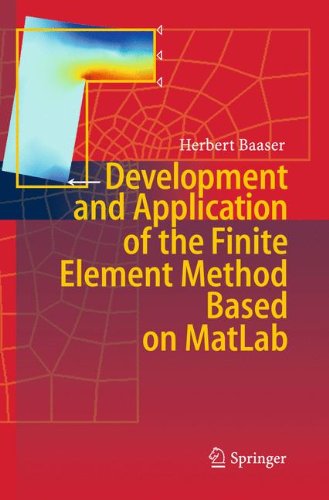 Herbert Baaser
Development
and Application
of the Finite
Element Method
Based
on MatLab
Springer